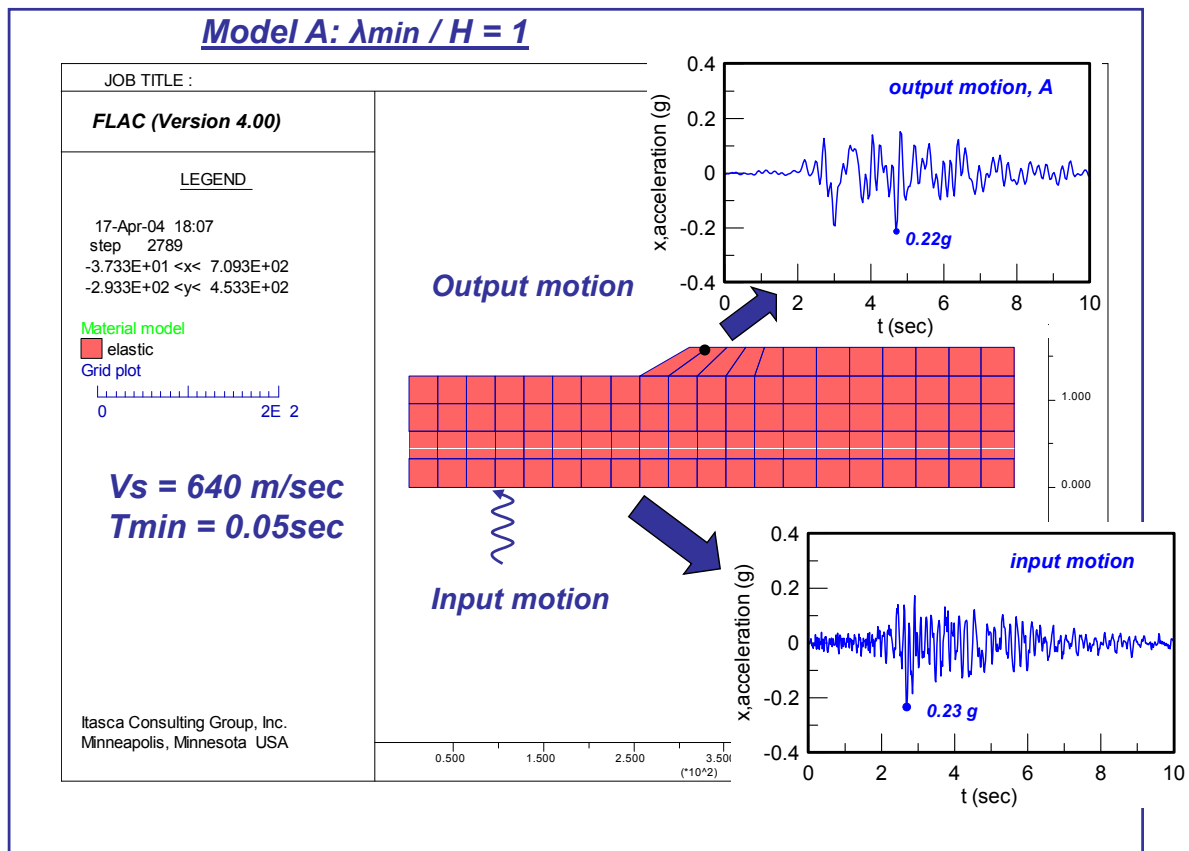 Model A: λmin / H = 1
JOB TITLE :
FLAC (Version 4.00)
LEGEND
17-Apr-04 18:07
step 2789
-3.733E+01 <x< 7.093E+02
-2.933E+02 <y< 4.533E+02
Material model
elastic
Grid plot
0 2E 2
Vs = 640 m/sec
Tmin = 0.05sec
Itasca Consulting Group, Inc.
Minneapolis, Minnesota USA
Output motion
Input motion
output motion, A
x,acceleration (g)
0.4
0.2
0
-0.2
-0.4
0.22g
0 2 4 6 8 10
t (sec)
1.000
0.000
input motion
x,acceleration (g)
0.4
0.2
0
-0.2
-0.4
0.23 g
0 2 4 6 8 10
t (sec)
0.500 1.500 2.500
(*10^2)